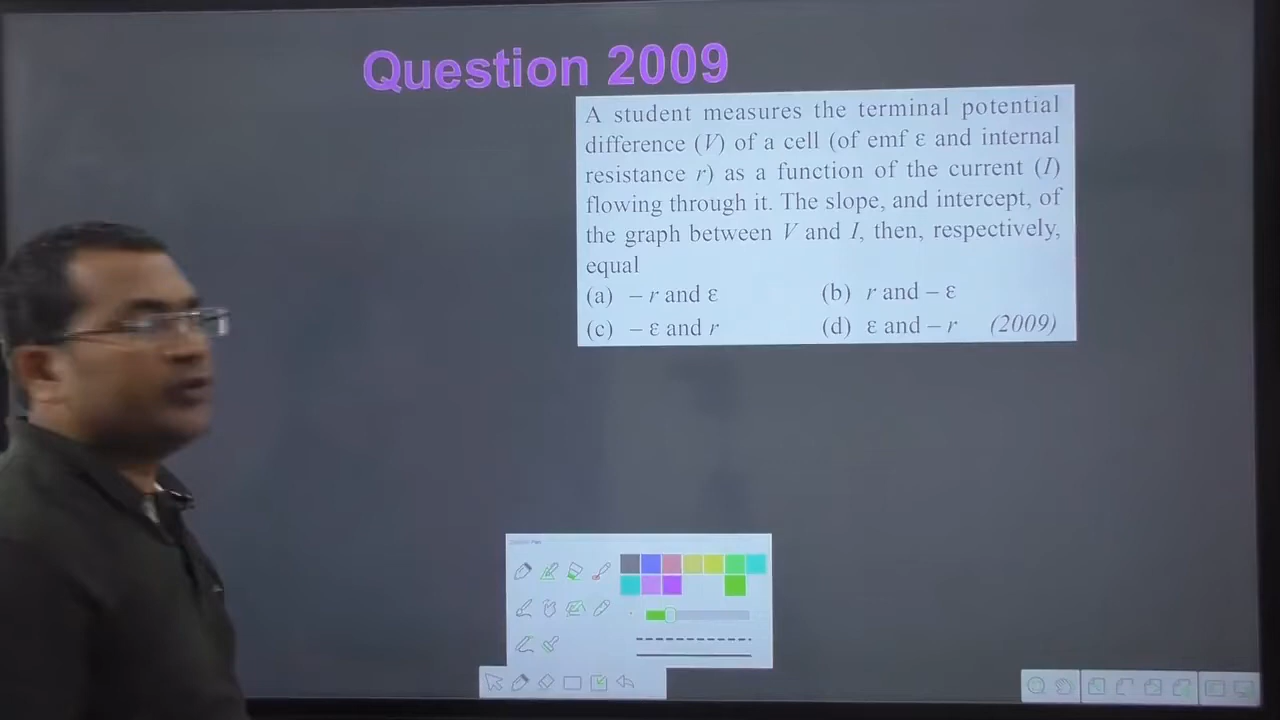 Question 2009
A student measures the terminal potential
difference (V) of a cell (of emf ε and internal
resistance r) as a function of the current (I)
flowing through it. The slope, and intercept, of
the graph between V and I, then, respectively,
equal
(a) – r and ε (b) r and – ε
(c) – ε and r (d) ε and – r (2009)